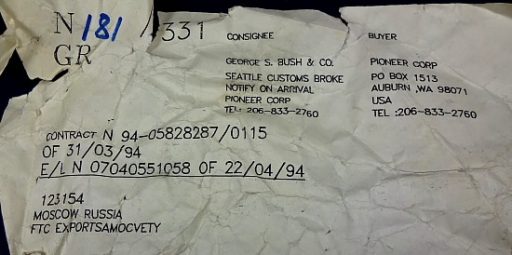 N 181 / 331
GR
CONSIGNEE
GEORGE S. BUSH & CO.
SEATTLE CUSTOMS BROKE
NOTIFY ON ARRIVAL
PIONEER CORP
TEL: 206-833-2760
BUYER
PIONEER CORP
PO BOX 1513
AUBURN ,WA 98071
USA
TEL :206-833-2760
CONTRACT N 94-05828287/0115
OF 31/03/94
E/L N 07040551058 OF 22/04/94
123154
MOSCOW RUSSIA
FTC EXPORTSAMOCVETY